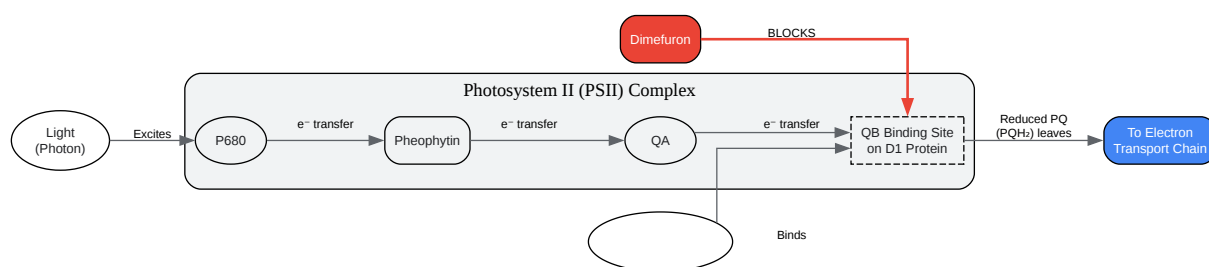 Dimefuron
BLOCKS
Photosystem II (PSII) Complex
Light
(Photon)
Excites
P680
e⁻ transfer
Pheophytin
e⁻ transfer
QA
e⁻ transfer
QB Binding Site
on D1 Protein
Reduced PQ
(PQH₂) leaves
To Electron
Transport Chain
Binds